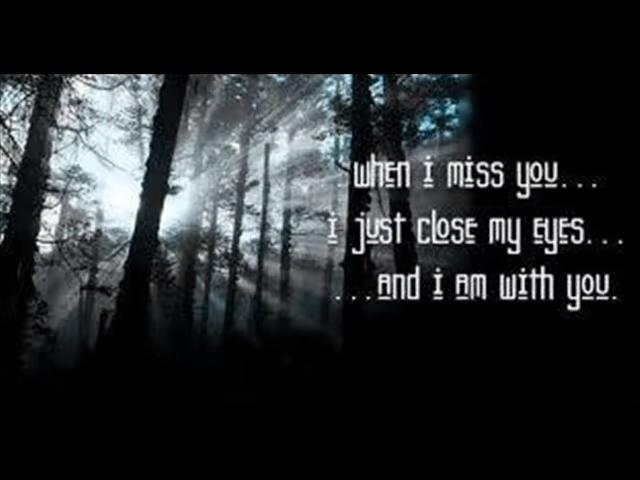 when i miss you...
i just close my eyes...
...and i am with you.